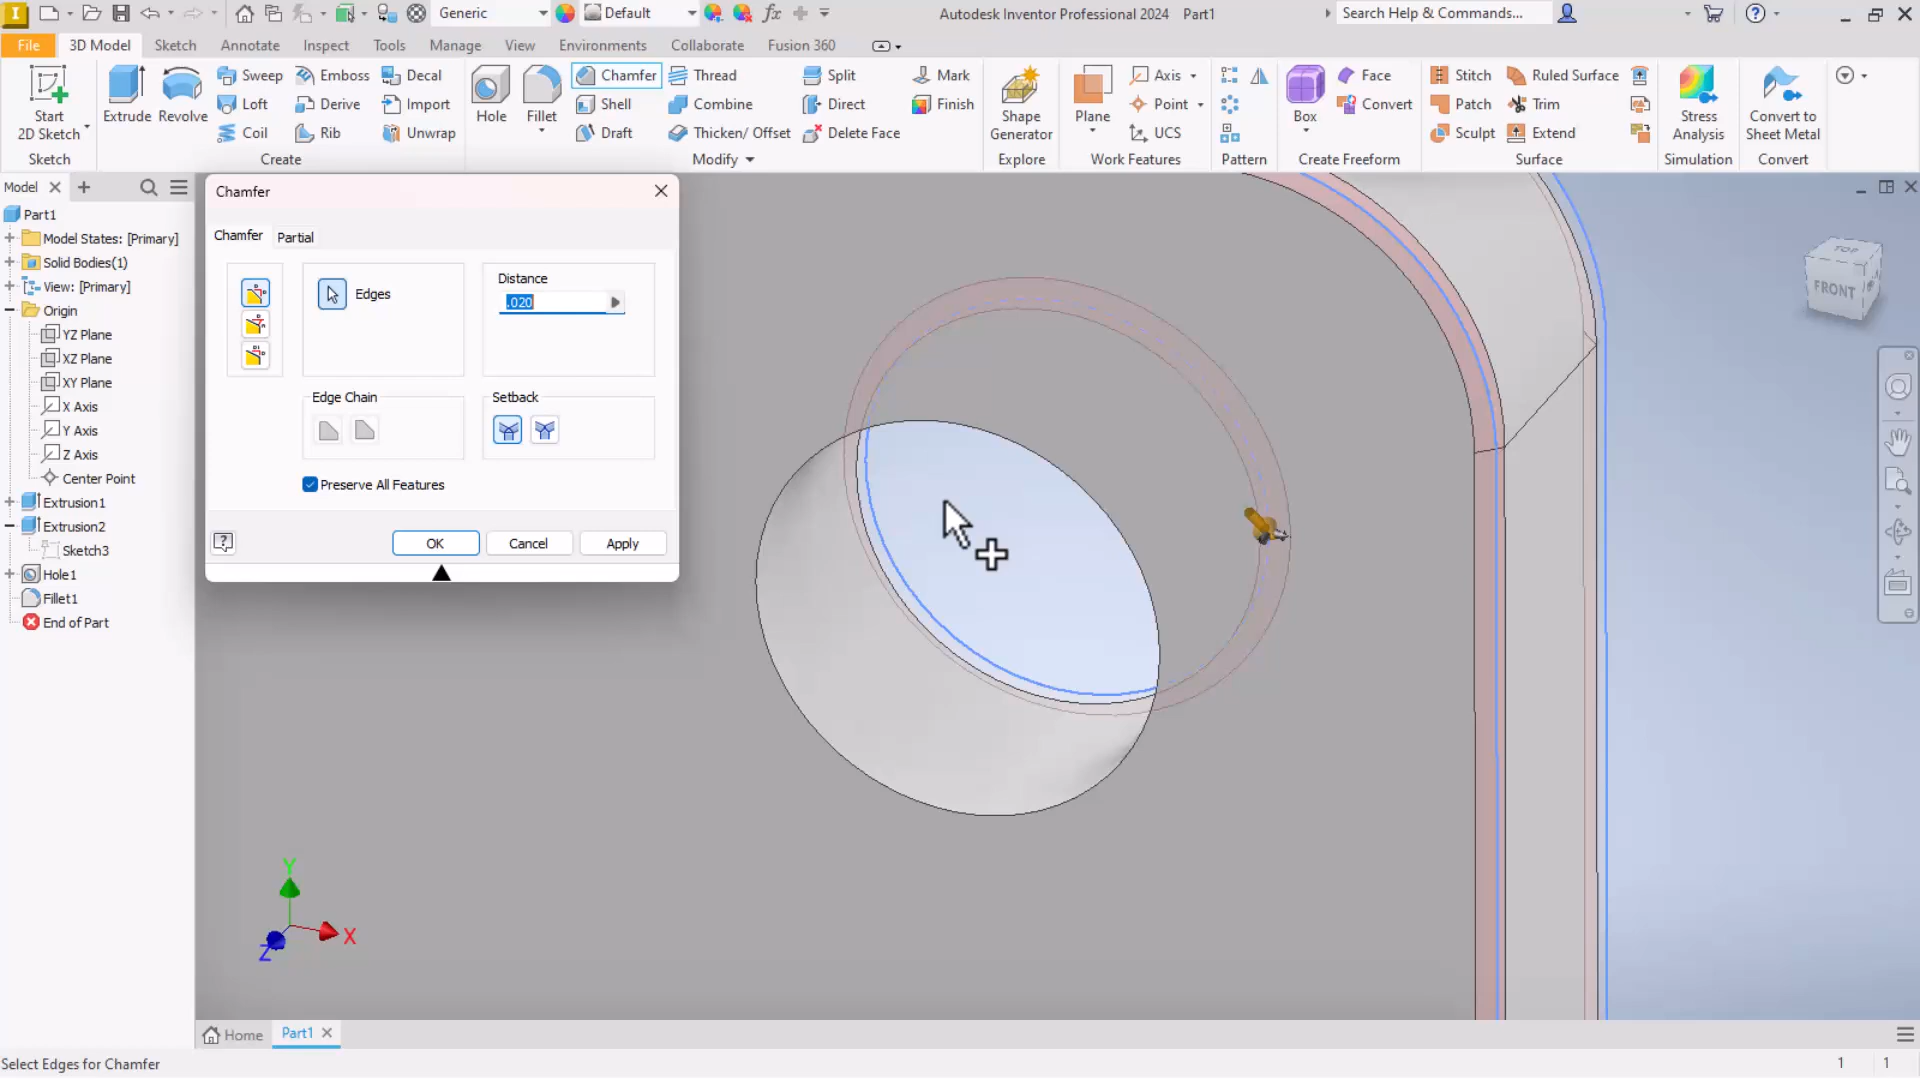 Generic
Default
fx
Autodesk Inventor Professional 2024 Part1
Search Help & Commands...
File
3D Model
Sketch
Annotate
Inspect
Tools
Manage
View
Environments
Collaborate
Fusion 360
Start
2D Sketch
Sketch
Extrude
Revolve
Sweep
Loft
Coil
Emboss
Derive
Rib
Decal
Import
Unwrap
Create
Hole
Fillet
Chamfer
Shell
Draft
Thread
Combine
Thicken/ Offset
Split
Direct
Delete Face
Modify
Mark
Finish
Shape
Generator
Explore
Plane
Axis
Point
UCS
Work Features
Pattern
Box
Face
Convert
Create Freeform
Stitch
Patch
Sculpt
Ruled Surface
Trim
Extend
Surface
Stress
Analysis
Simulation
Convert to
Sheet Metal
Convert
Model
Part1
Model States: [Primary]
Solid Bodies(1)
View: [Primary]
Origin
YZ Plane
XZ Plane
XY Plane
X Axis
Y Axis
Z Axis
Center Point
Extrusion1
Extrusion2
Sketch3
Hole1
Fillet1
End of Part
Chamfer
Chamfer
Partial
Edges
Distance
.020
Edge Chain
Setback
Preserve All Features
OK
Cancel
Apply
TOP
FRONT
Y
X
Z
Home
Part1
Select Edges for Chamfer
1
1